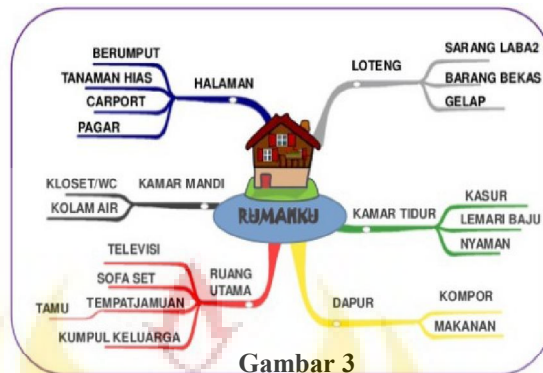 BERUMPUT
TANAMAN HIAS
CARPORT
PAGAR
HALAMAN
LOTENG
SARANG LABA2
BARANG BEKAS
GELAP
KLOSET/WC
KOLAM AIR
KAMAR MANDI
RUMAHKU
KAMAR TIDUR
KASUR
LEMARI BAJU
NYAMAN
TELEVISI
SOFA SET
TAMU
TEMPATJAMUAN
KUMPUL KELUARGA
RUANG
UTAMA
DAPUR
KOMPOR
MAKANAN
Gambar 3